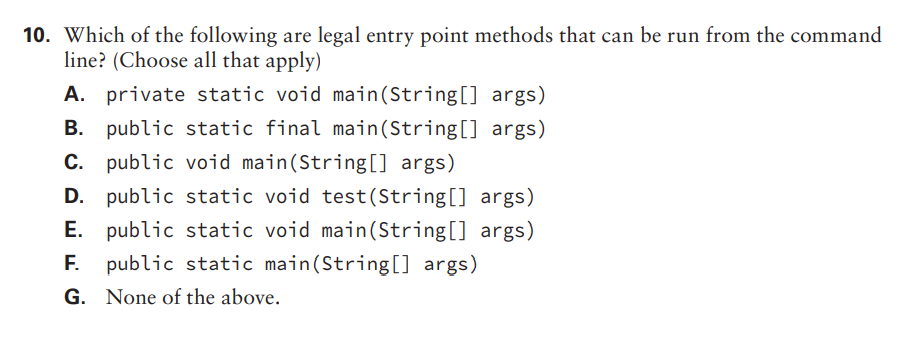 10. Which of the following are legal entry point methods that can be run from the command
line? (Choose all that apply)
A. private static void main(String[] args)
B. public static final main(String[] args)
C. public void main(String[] args)
D. public static void test(String[] args)
E. public static void main(String[] args)
F. public static main(String[] args)
G. None of the above.